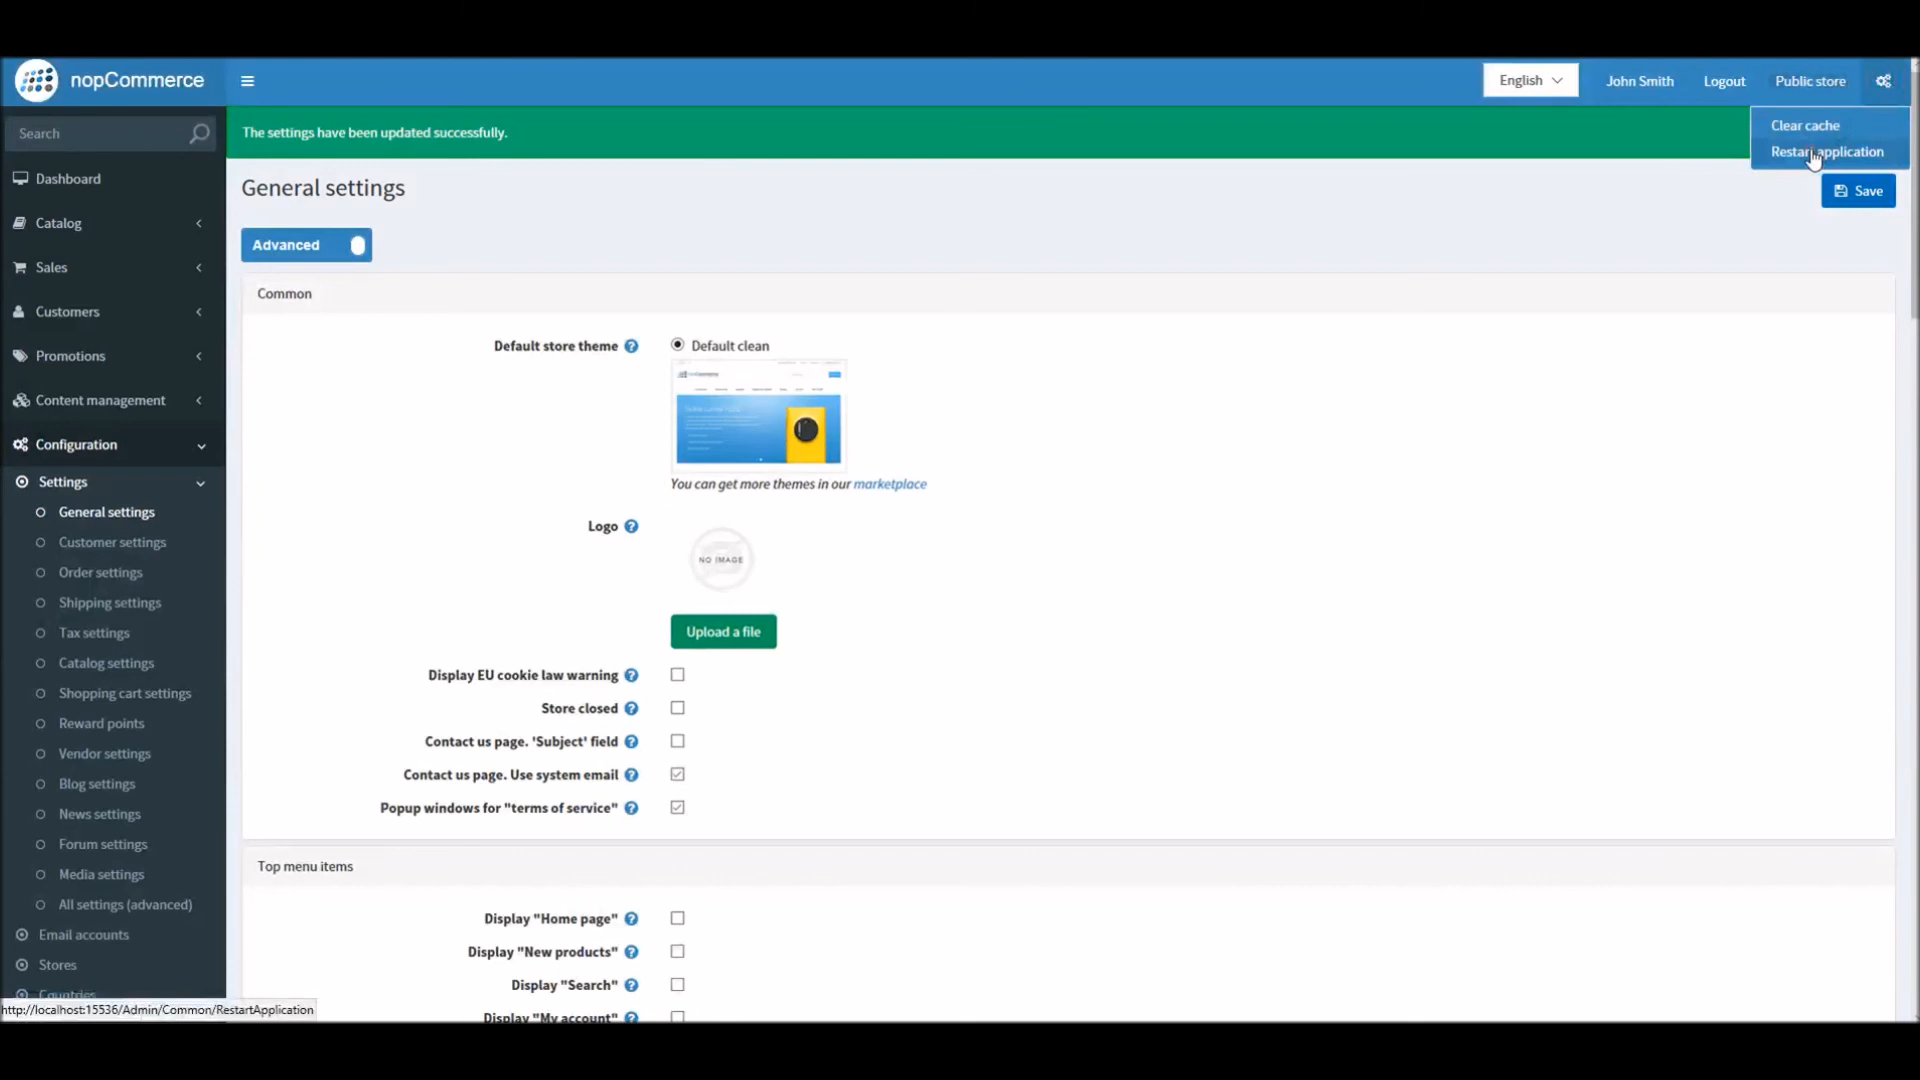 nopCommerce
English
John Smith
Logout
Public store
Search
The settings have been updated successfully.
Clear cache
Restart application
General settings
Save
Advanced
Dashboard
Catalog
Sales
Customers
Promotions
Content management
Configuration
Settings
General settings
Customer settings
Order settings
Shipping settings
Tax settings
Catalog settings
Shopping cart settings
Reward points
Vendor settings
Blog settings
News settings
Forum settings
Media settings
All settings (advanced)
Email accounts
Stores
Countries
Common
Default store theme
Default clean
You can get more themes in our marketplace
Logo
NO IMAGE
Upload a file
Display EU cookie law warning
Store closed
Contact us page. 'Subject' field
Contact us page. Use system email
Popup windows for "terms of service"
Top menu items
Display "Home page"
Display "New products"
Display "Search"
Display "My account"
http://localhost:15536/Admin/Common/RestartApplication